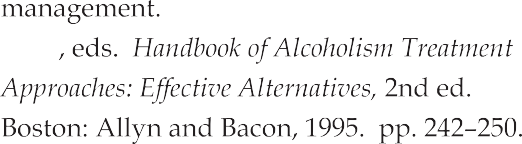 management.
, eds. Handbook of Alcoholism Treatment
Approaches: Effective Alternatives, 2nd ed.
Boston: Allyn and Bacon, 1995. pp. 242–250.